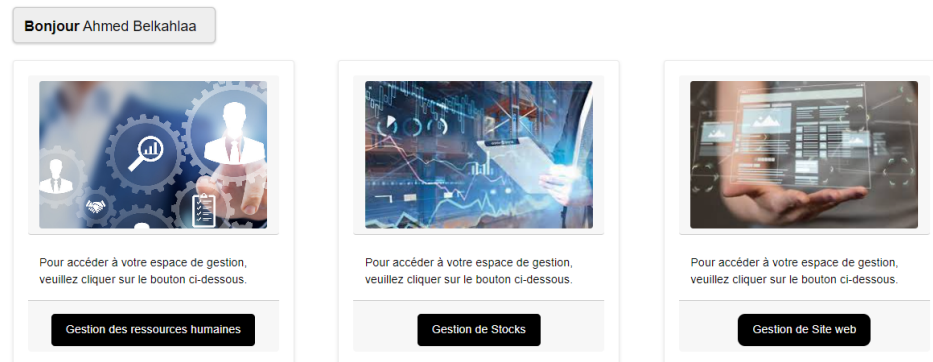 Bonjour Ahmed Belkahlaa
Pour accéder à votre espace de gestion,
veuillez cliquer sur le bouton ci-dessous.
Gestion des ressources humaines
Pour accéder à votre espace de gestion,
veuillez cliquer sur le bouton ci-dessous.
Gestion de Stocks
Pour accéder à votre espace de gestion,
veuillez cliquer sur le bouton ci-dessous.
Gestion de Site web